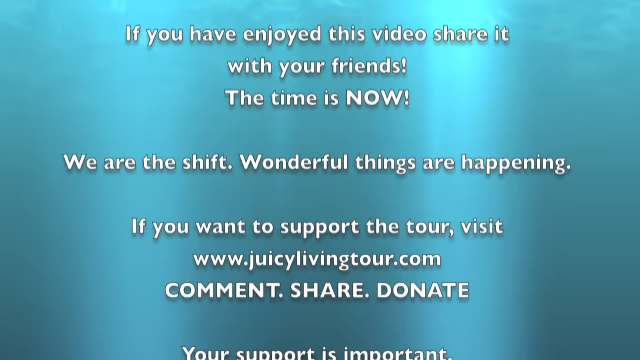 If you have enjoyed this video share it
with your friends!
The time is NOW!
We are the shift. Wonderful things are happening.
If you want to support the tour, visit
www.juicylivingtour.com
COMMENT. SHARE. DONATE
Your support is important.